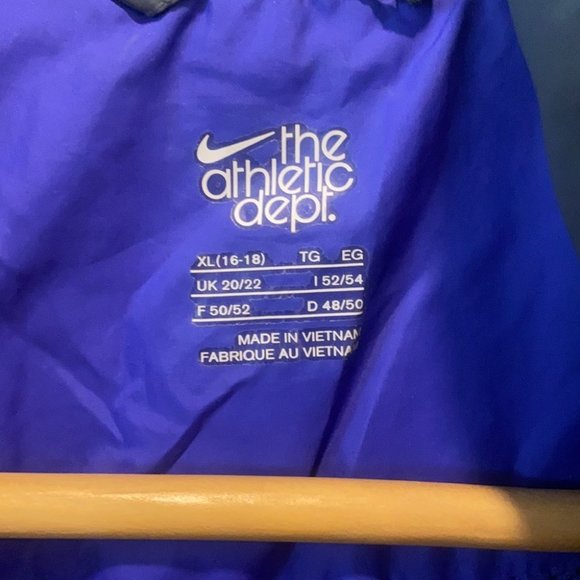 the
athletic
dept.
XL(16-18) TG EG
UK 20/22 I 52/54
F 50/52 D 48/50
MADE IN VIETNAM
FABRIQUE AU VIETNAM